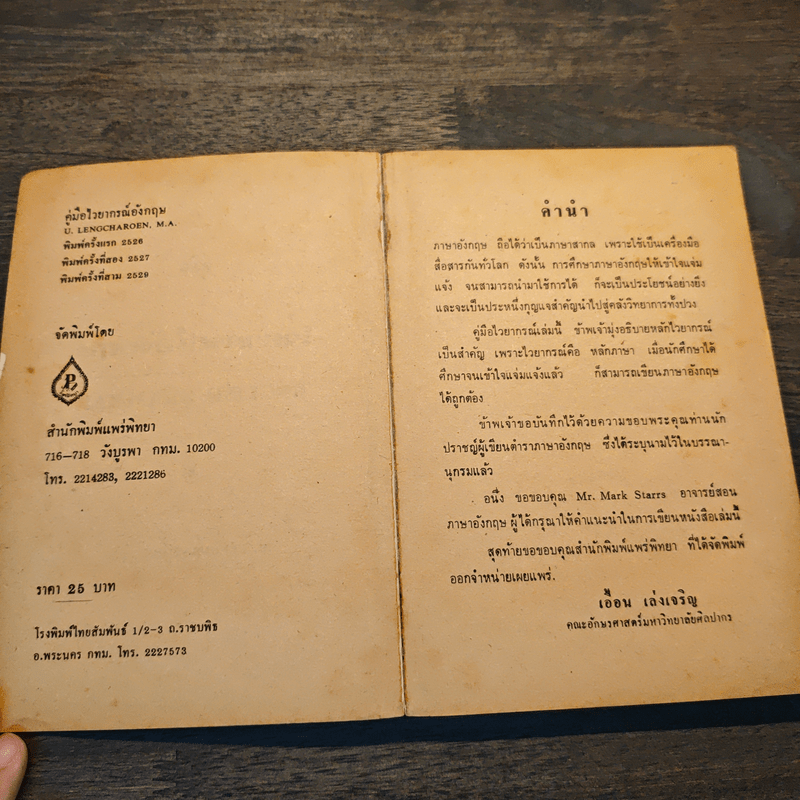 คู่มือไวยากรณ์อังกฤษ
U. LENGCHAROEN, M.A.
พิมพ์ครั้งแรก 2526
พิมพ์ครั้งที่สอง 2527
พิมพ์ครั้งที่สาม 2529
จัดพิมพ์โดย
สำนักพิมพ์แพร่พิทยา
716—718 วังบูรพา กทม. 10200
โทร. 2214283, 2221286
ราคา 25 บาท
โรงพิมพ์ไทยสัมพันธ์ 1/2-3 ถ.ราชบพิธ
อ.พระนคร กทม. โทร. 2227573
คำนำ
ภาษาอังกฤษ ถือได้ว่าเป็นภาษาสากล เพราะใช้เป็นเครื่องมือ
สื่อสารกันทั่วโลก ดังนั้น การศึกษาภาษาอังกฤษให้เข้าใจแจ่ม
แจ้ง จนสามารถนำมาใช้การได้ ก็จะเป็นประโยชน์อย่างยิ่ง
และจะเป็นประหนึ่งกุญแจสำคัญนำไปสู่คลังวิทยาการทั้งปวง
คู่มือไวยากรณ์เล่มนี้ ข้าพเจ้ามุ่งอธิบายหลักไวยากรณ์
เป็นสำคัญ เพราะไวยากรณ์คือ หลักภาษา เมื่อนักศึกษาได้
ศึกษาจนเข้าใจแจ่มแจ้งแล้ว ก็สามารถเขียนภาษาอังกฤษ
ได้ถูกต้อง
ข้าพเจ้าขอบันทึกไว้ด้วยความขอบพระคุณท่านนัก
ปราชญ์ผู้เขียนตำราภาษาอังกฤษ ซึ่งได้ระบุนามไว้ในบรรณา-
นุกรมแล้ว
อนึ่ง ขอขอบคุณ Mr. Mark Starrs อาจารย์สอน
ภาษาอังกฤษ ผู้ได้กรุณาให้คำแนะนำในการเขียนหนังสือเล่มนี้
สุดท้ายขอขอบคุณสำนักพิมพ์แพร่พิทยา ที่ได้จัดพิมพ์
ออกจำหน่ายเผยแพร่.
เอื้อน เล่งเจริญ
คณะอักษรศาสตร์มหาวิทยาลัยศิลปากร